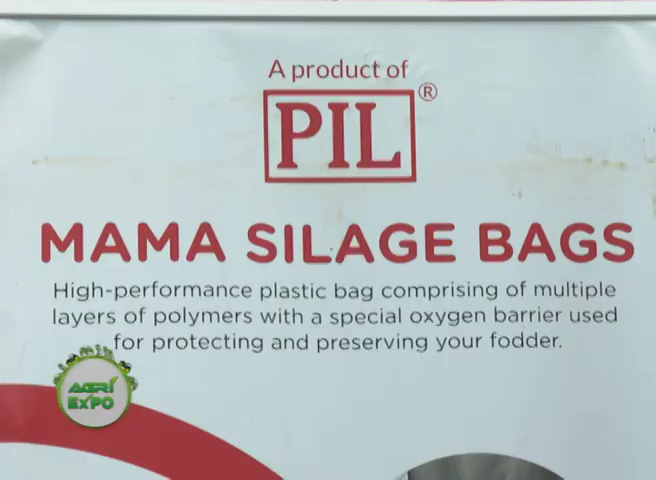 A product of
PIL®
MAMA SILAGE BAGS
High-performance plastic bag comprising of multiple
layers of polymers with a special oxygen barrier used
for protecting and preserving your fodder.
AGRI
EXPO